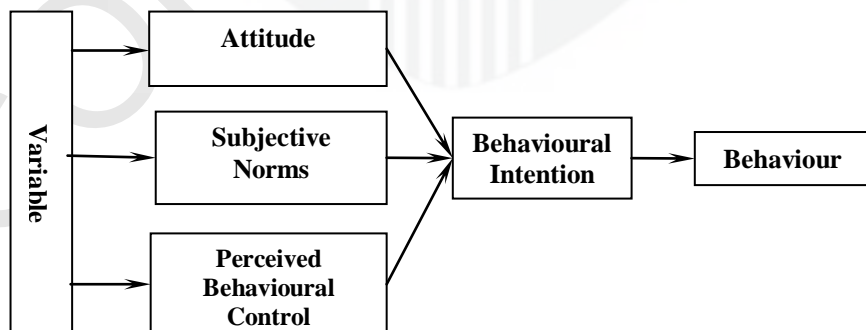 Variable
Attitude
Subjective
Norms
Perceived
Behavioural
Control
Behavioural
Intention
Behaviour